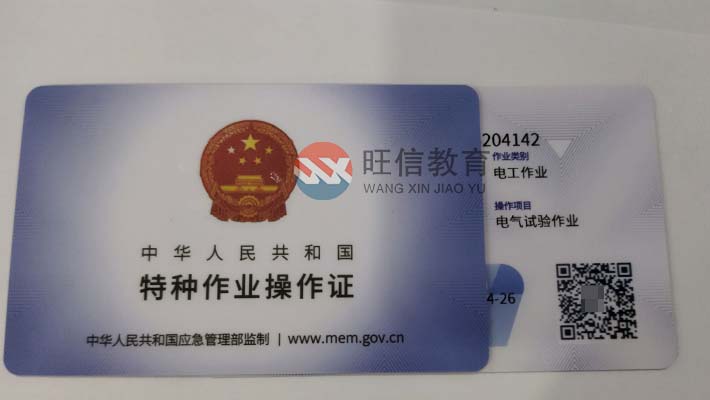 中华人民共和国
特种作业操作证
中华人民共和国应急管理部监制 | www.mem.gov.cn
旺信教育
WANG XIN JIAO YU
204142
作业类别
电工作业
操作项目
电气试验作业
4-26